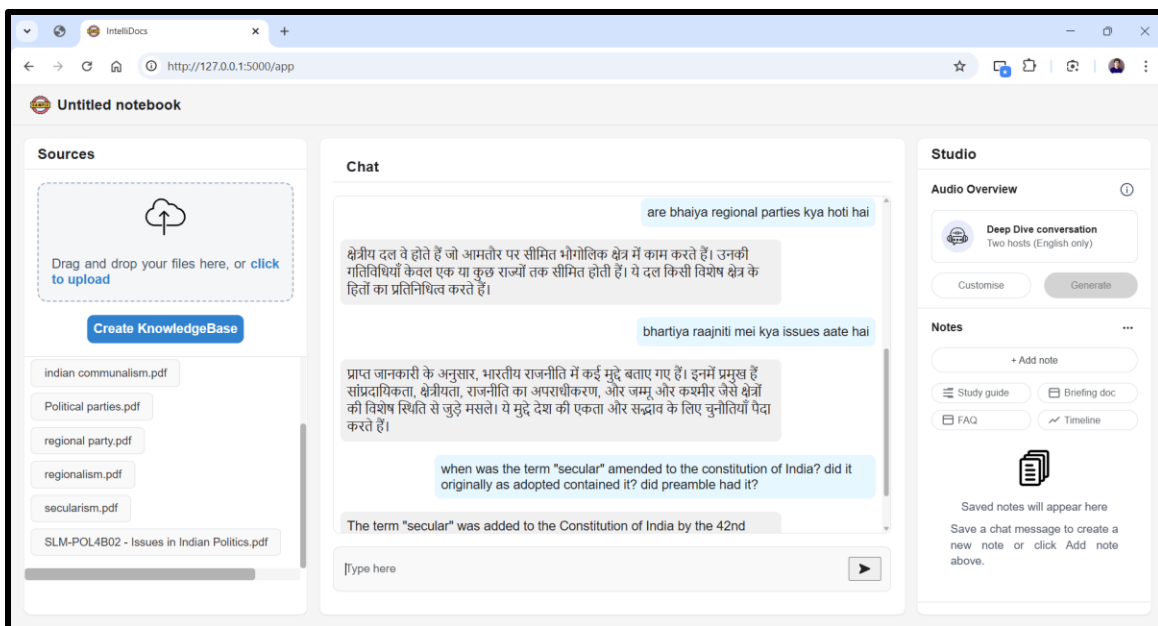 IntelliDocs
http://127.0.0.1:5000/app
Untitled notebook
Sources
Drag and drop your files here, or click
to upload
Create KnowledgeBase
indian communalism.pdf
Political parties.pdf
regional party.pdf
regionalism.pdf
secularism.pdf
SLM-POL4B02 - Issues in Indian Politics.pdf
Chat
are bhaiya regional parties kya hoti hai
क्षेत्रीय दल वे होते हैं जो आमतौर पर सीमित भौगोलिक क्षेत्र में काम करते हैं। उनकी
गतिविधियाँ केवल एक या कुछ राज्यों तक सीमित होती हैं। ये दल किसी विशेष क्षेत्र के
हितों का प्रतिनिधित्व करते हैं।
bhartiya raajniti mei kya issues aate hai
प्राप्त जानकारी के अनुसार, भारतीय राजनीति में कई मुद्दे बताए गए हैं। इनमें प्रमुख हैं
सांप्रदायिकता, क्षेत्रीयता, राजनीति का अपराधीकरण, और जम्मू और कश्मीर जैसे क्षेत्रों
की विशेष स्थिति से जुड़े मसले। ये मुद्दे देश की एकता और सद्भाव के लिए चुनौतियाँ पैदा
करते हैं।
when was the term "secular" amended to the constitution of India? did it
originally as adopted contained it? did preamble had it?
The term "secular" was added to the Constitution of India by the 42nd
Type here
Studio
Audio Overview
Deep Dive conversation
Two hosts (English only)
Customise
Generate
Notes
+ Add note
Study guide
Briefing doc
FAQ
Timeline
Saved notes will appear here
Save a chat message to create a
new note or click Add note
above.